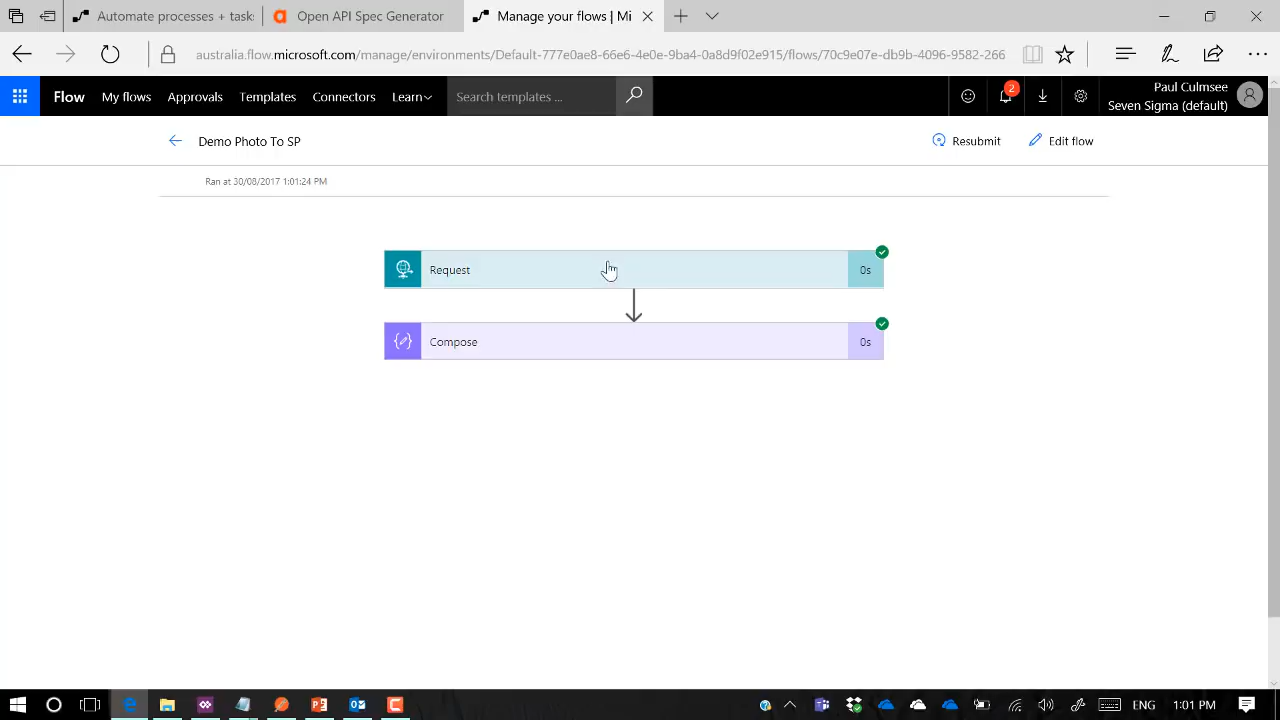 Automate processes + task
Open API Spec Generator
Manage your flows | Mi
australia.flow.microsoft.com/manage/environments/Default-777e0ae8-66e6-4e0e-9ba4-0a8d9f02e915/flows/70c9e07e-db9b-4096-9582-266
Flow
My flows
Approvals
Templates
Connectors
Learn
Search templates ...
2
Paul Culmsee
Seven Sigma (default)
Demo Photo To SP
Resubmit
Edit flow
Ran at 30/08/2017 1:01:24 PM
Request
0s
Compose
0s
ENG
1:01 PM